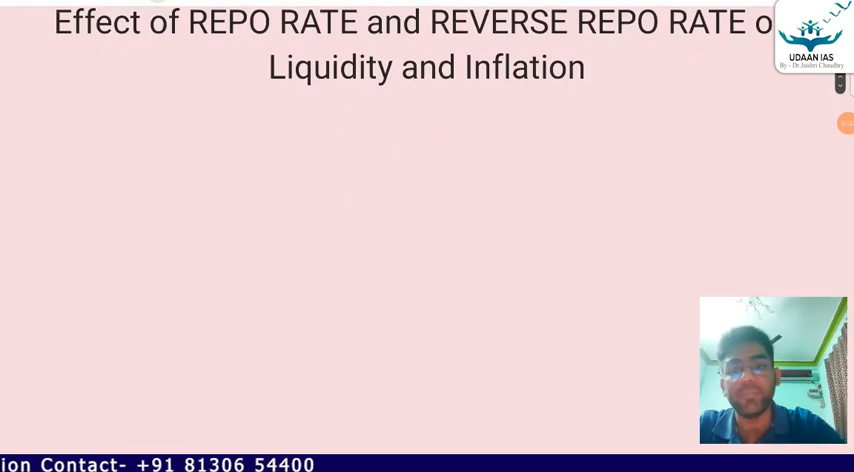 Effect of REPO RATE and REVERSE REPO RATE o
Liquidity and Inflation
UDAAN IAS
By - Dr.Jaishri Chaudhry
ion Contact- +91 81306 54400